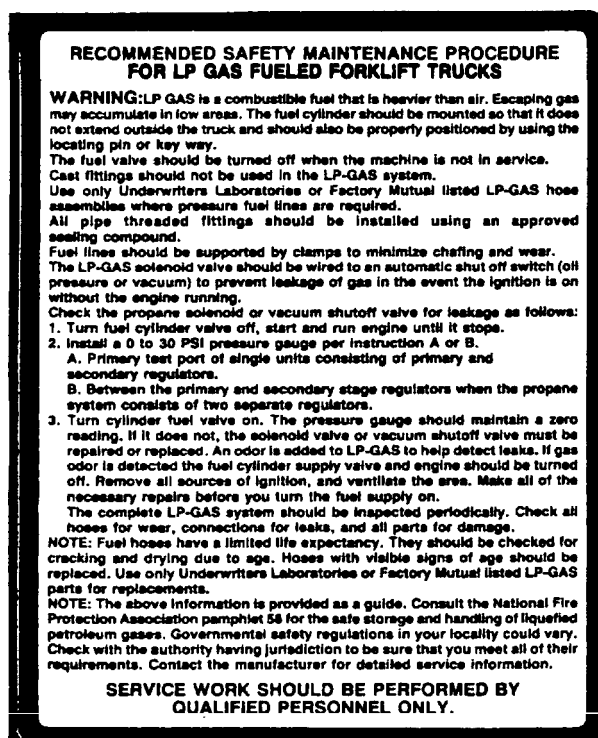 RECOMMENDED SAFETY MAINTENANCE PROCEDURE
FOR LP GAS FUELED FORKLIFT TRUCKS
WARNING:LP GAS is a combustible fuel that is heavier than air. Escaping gas
may accumulate in low areas. The fuel cylinder should be mounted so that it does
not extend outside the truck and should also be properly positioned by using the
locating pin or key way.
The fuel valve should be turned off when the machine is not in service.
Cast fittings should not be used in the LP-GAS system.
Use only Underwriters Laboratories or Factory Mutual listed LP-GAS hose
assemblies where pressure fuel lines are required.
All pipe threaded fittings should be installed using an approved
sealing compound.
Fuel lines should be supported by clamps to minimize chafing and wear.
The LP-GAS solenoid valve should be wired to an automatic shut off switch (oil
pressure or vacuum) to prevent leakage of gas in the event the ignition is on
without the engine running.
Check the propane solenoid or vacuum shutoff valve for leakage as follows:
1. Turn fuel cylinder valve off, start and run engine until it stops.
2. Install a 0 to 30 PSI pressure gauge per instruction A or B.
A. Primary test port of single units consisting of primary and
secondary regulators.
B. Between the primary and secondary stage regulators when the propane
system consists of two separate regulators.
3. Turn cylinder fuel valve on. The pressure gauge should maintain a zero
reading. If it does not, the solenoid valve or vacuum shutoff valve must be
repaired or replaced. An odor is added to LP-GAS to help detect leaks. If gas
odor is detected the fuel cylinder supply valve and engine should be turned
off. Remove all sources of ignition, and ventilate the area. Make all of the
necessary repairs before you turn the fuel supply on.
The complete LP-GAS system should be inspected periodically. Check all
hoses for wear, connections for leaks, and all parts for damage.
NOTE: Fuel hoses have a limited life expectancy. They should be checked for
cracking and drying due to age. Hoses with visible signs of age should be
replaced. Use only Underwriters Laboratories or Factory Mutual listed LP-GAS
parts for replacements.
NOTE: The above information is provided as a guide. Consult the National Fire
Protection Association pamphlet 58 for the safe storage and handling of liquefied
petroleum gases. Governmental safety regulations in your locality could vary.
Check with the authority having jurisdiction to be sure that you meet all of their
requirements. Contact the manufacturer for detailed service information.
SERVICE WORK SHOULD BE PERFORMED BY
QUALIFIED PERSONNEL ONLY.